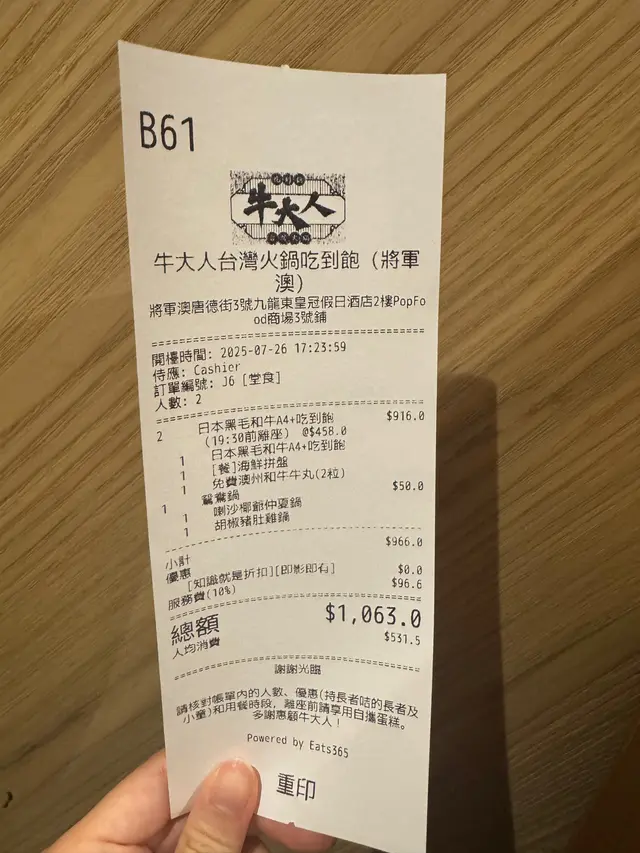 B61
牛大人
牛大人台灣火鍋吃到飽 (將軍
澳)
將軍澳唐德街3號九龍東皇冠假日酒店2樓PopFo
od商場3號鋪
開檯時間: 2025-07-26 17:23:59
侍應: Cashier
訂單編號: J6 [堂食]
人數: 2
2 日本黑毛和牛A4+吃到飽 $916.0
(19:30前離座) @$458.0
1 日本黑毛和牛A4+吃到飽
1 [餐]海鮮拼盤
1 免費澳州和牛牛丸(2粒)
1 鴛鴦鍋 $50.0
1 喇沙椰爺仲夏鍋
1 胡椒豬肚雞鍋
小計 $966.0
優惠
[知識就是折扣][即影即有] $0.0
服務費(10%) $96.6
總額 $1,063.0
人均消費 $531.5
謝謝光臨
請核對帳單內的人數、優惠(持長者咭的長者及
小童)和用餐時段, 離座前請享用自攜蛋糕。
多謝惠顧牛大人!
Powered by Eats365
重印